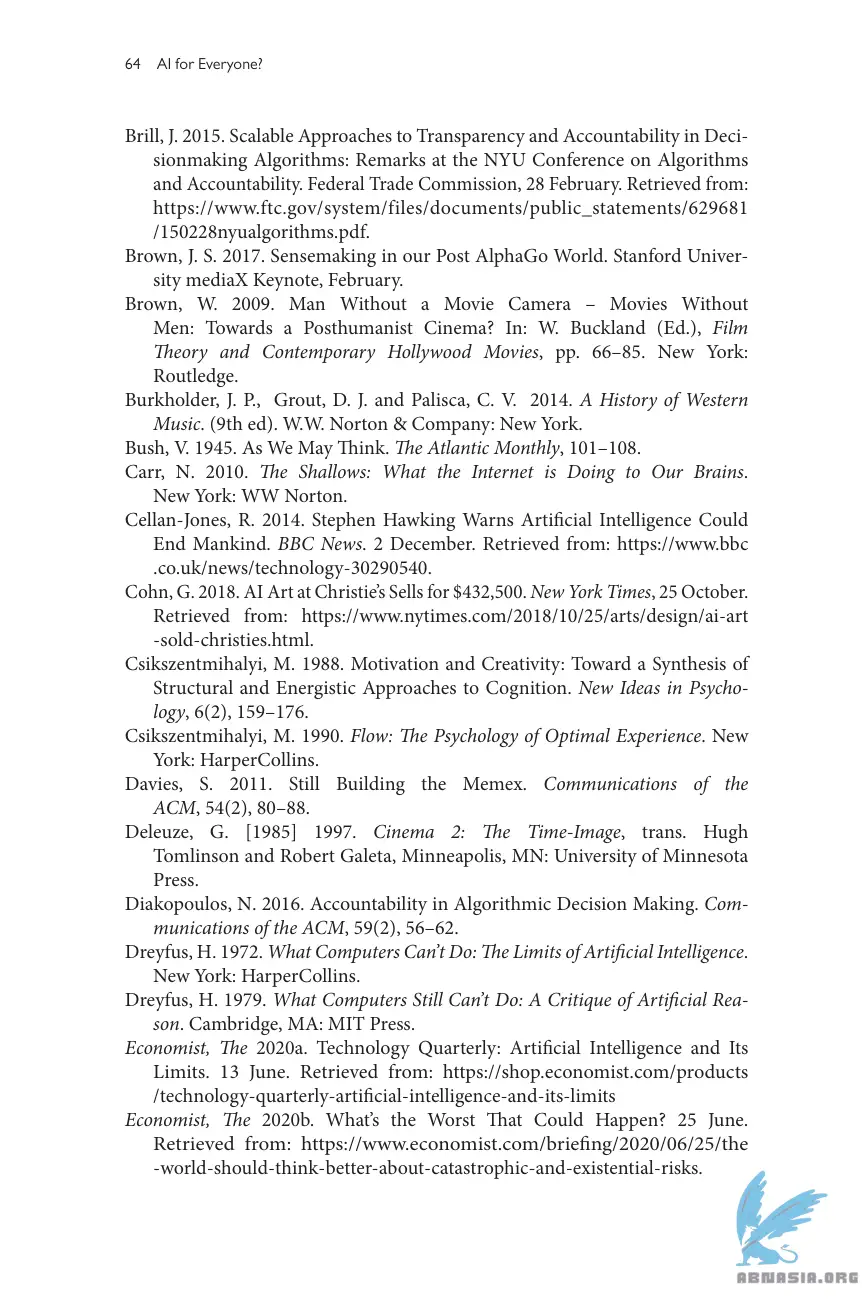 64 AI for Everyone?
Brill, J. 2015. Scalable Approaches to Transparency and Accountability in Deci-
sionmaking Algorithms: Remarks at the NYU Conference on Algorithms
and Accountability. Federal Trade Commission, 28 February. Retrieved from:
https://www.ftc.gov/system/files/documents/public_statements/629681
/150228nyualgorithms.pdf.
Brown, J. S. 2017. Sensemaking in our Post AlphaGo World. Stanford Univer-
sity mediaX Keynote, February.
Brown, W. 2009. Man Without a Movie Camera – Movies Without
Men: Towards a Posthumanist Cinema? In: W. Buckland (Ed.), Film
Theory and Contemporary Hollywood Movies, pp. 66–85. New York:
Routledge.
Burkholder, J. P., Grout, D. J. and Palisca, C. V. 2014. A History of Western
Music. (9th ed). W.W. Norton & Company: New York.
Bush, V. 1945. As We May Think. The Atlantic Monthly, 101–108.
Carr, N. 2010. The Shallows: What the Internet is Doing to Our Brains.
New York: WW Norton.
Cellan-Jones, R. 2014. Stephen Hawking Warns Artificial Intelligence Could
End Mankind. BBC News. 2 December. Retrieved from: https://www.bbc
.co.uk/news/technology-30290540.
Cohn, G. 2018. AI Art at Christie’s Sells for $432,500. New York Times, 25 October.
Retrieved from: https://www.nytimes.com/2018/10/25/arts/design/ai-art
-sold-christies.html.
Csikszentmihalyi, M. 1988. Motivation and Creativity: Toward a Synthesis of
Structural and Energistic Approaches to Cognition. New Ideas in Psycho-
logy, 6(2), 159–176.
Csikszentmihalyi, M. 1990. Flow: The Psychology of Optimal Experience. New
York: HarperCollins.
Davies, S. 2011. Still Building the Memex. Communications of the
ACM, 54(2), 80–88.
Deleuze, G. [1985] 1997. Cinema 2: The Time-Image, trans. Hugh
Tomlinson and Robert Galeta, Minneapolis, MN: University of Minnesota
Press.
Diakopoulos, N. 2016. Accountability in Algorithmic Decision Making. Com-
munications of the ACM, 59(2), 56–62.
Dreyfus, H. 1972. What Computers Can’t Do: The Limits of Artificial Intelligence.
New York: HarperCollins.
Dreyfus, H. 1979. What Computers Still Can’t Do: A Critique of Artificial Rea-
son. Cambridge, MA: MIT Press.
Economist, The 2020a. Technology Quarterly: Artificial Intelligence and Its
Limits. 13 June. Retrieved from: https://shop.economist.com/products
/technology-quarterly-artificial-intelligence-and-its-limits
Economist, The 2020b. What’s the Worst That Could Happen? 25 June.
Retrieved from: https://www.economist.com/briefing/2020/06/25/the
-world-should-think-better-about-catastrophic-and-existential-risks.
ABNASIA.ORG